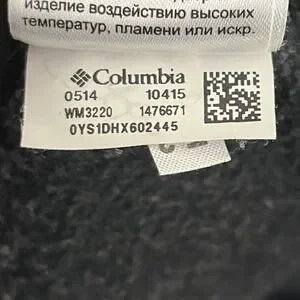 изделие воздействию высоких
температур, пламени или искр.
Columbia
0514 10415
WM3220 1476671
0YS1DHX602445